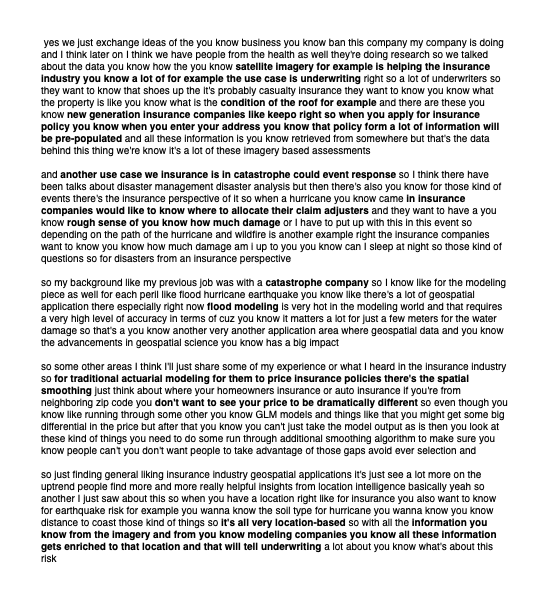 yes we just exchange ideas of the you know business you know ban this company my company is doing
and I think later on I think we have people from the health as well they're doing research so we talked
about the data you know how the you know satellite imagery for example is helping the insurance
industry you know a lot of for example the use case is underwriting right so a lot of underwriters so
they want to know that shoes up the it's probably casualty insurance they want to know you know what
the property is like you know what is the condition of the roof for example and there are these you
know new generation insurance companies like keepo right so when you apply for insurance
policy you know when you enter your address you know that policy form a lot of information will
be pre-populated and all these information is you know retrieved from somewhere but that's the data
behind this thing we're know it's a lot of these imagery based assessments
and another use case we insurance is in catastrophe could event response so I think there have
been talks about disaster management disaster analysis but then there's also you know for those kind of
events there's the insurance perspective of it so when a hurricane you know came in insurance
companies would like to know where to allocate their claim adjusters and they want to have a you
know rough sense of you know how much damage or I have to put up with this in this event so
depending on the path of the hurricane and wildfire is another example right the insurance companies
want to know you know how much damage am i up to you you know can I sleep at night so those kind of
questions so for disasters from an insurance perspective
so my background like my previous job was with a catastrophe company so I know like for the modeling
piece as well for each peril like flood hurricane earthquake you know like there's a lot of geospatial
application there especially right now flood modeling is very hot in the modeling world and that requires
a very high level of accuracy in terms of cuz you know it matters a lot for just a few meters for the water
damage so that's a you know another very another application area where geospatial data and you know
the advancements in geospatial science you know has a big impact
so some other areas I think I'll just share some of my experience or what I heard in the insurance industry
so for traditional actuarial modeling for them to price insurance policies there's the spatial
smoothing just think about where your homeowners insurance or auto insurance if you're from
neighboring zip code you don't want to see your price to be dramatically different so even though you
know like running through some other you know GLM models and things like that you might get some big
differential in the price but after that you know you can't just take the model output as is then you look at
these kind of things you need to do some run through additional smoothing algorithm to make sure you
know people can't you don't want people to take advantage of those gaps avoid ever selection and
so just finding general liking insurance industry geospatial applications it's just see a lot more on the
uptrend people find more and more really helpful insights from location intelligence basically yeah so
another I just saw about this so when you have a location right like for insurance you also want to know
for earthquake risk for example you wanna know the soil type for hurricane you wanna know you know
distance to coast those kind of things so it's all very location-based so with all the information you
know from the imagery and from you know modeling companies you know all these information
gets enriched to that location and that will tell underwriting a lot about you know what's about this
risk